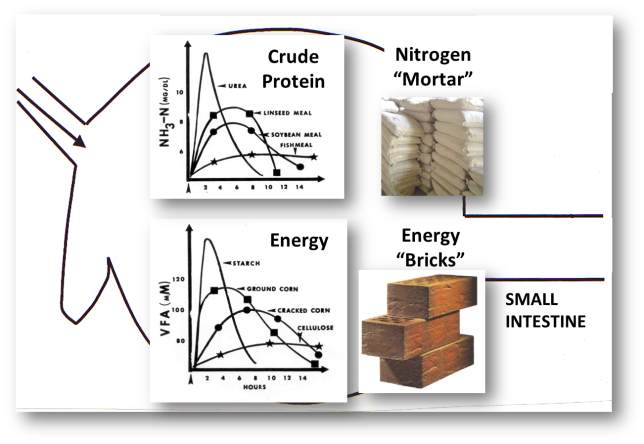 Crude
Protein
NH3-N (MG/DL)
10
8
6
UREA
LINSEED MEAL
SOYBEAN MEAL
FISHMEAL
2 4 6 8 10 12 14
Nitrogen
“Mortar”
Energy
VFA (MM)
120
100
80
STARCH
GROUND CORN
CRACKED CORN
CELLULOSE
2 4 6 8 10 12 14
HOURS
Energy
“Bricks”
SMALL
INTESTINE